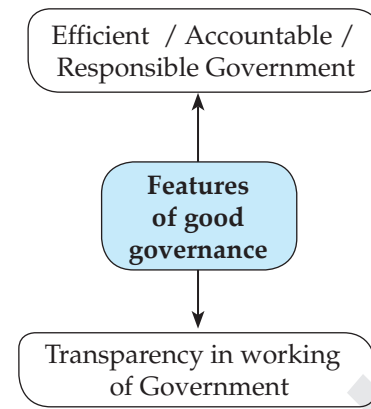 Efficient / Accountable /
Responsible Government
Features
of good
governance
Transparency in working
of Government